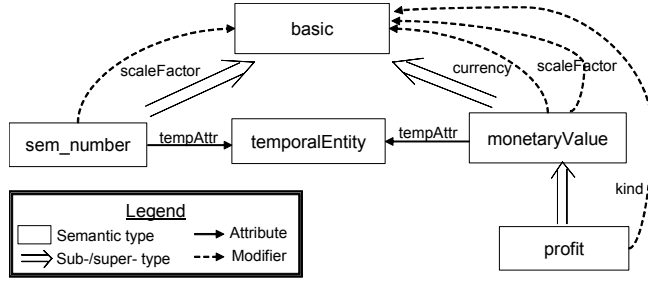 basic
scaleFactor
currency
scaleFactor
sem_number
tempAttr
temporalEntity
tempAttr
monetaryValue
kind
profit
Legend
Semantic type
Attribute
Sub-/super- type
Modifier